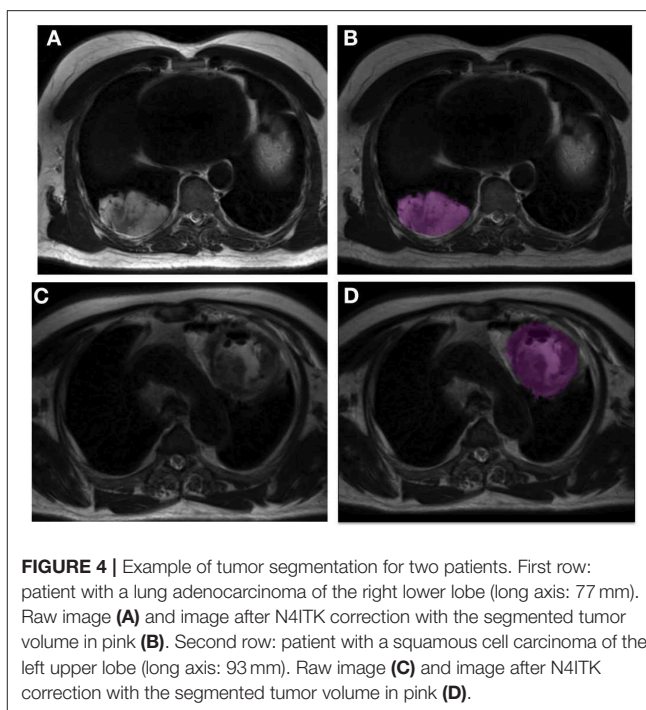 A
B
C
D
FIGURE 4 | Example of tumor segmentation for two patients. First row:
patient with a lung adenocarcinoma of the right lower lobe (long axis: 77 mm).
Raw image (A) and image after N4ITK correction with the segmented tumor
volume in pink (B). Second row: patient with a squamous cell carcinoma of the
left upper lobe (long axis: 93 mm). Raw image (C) and image after N4ITK
correction with the segmented tumor volume in pink (D).